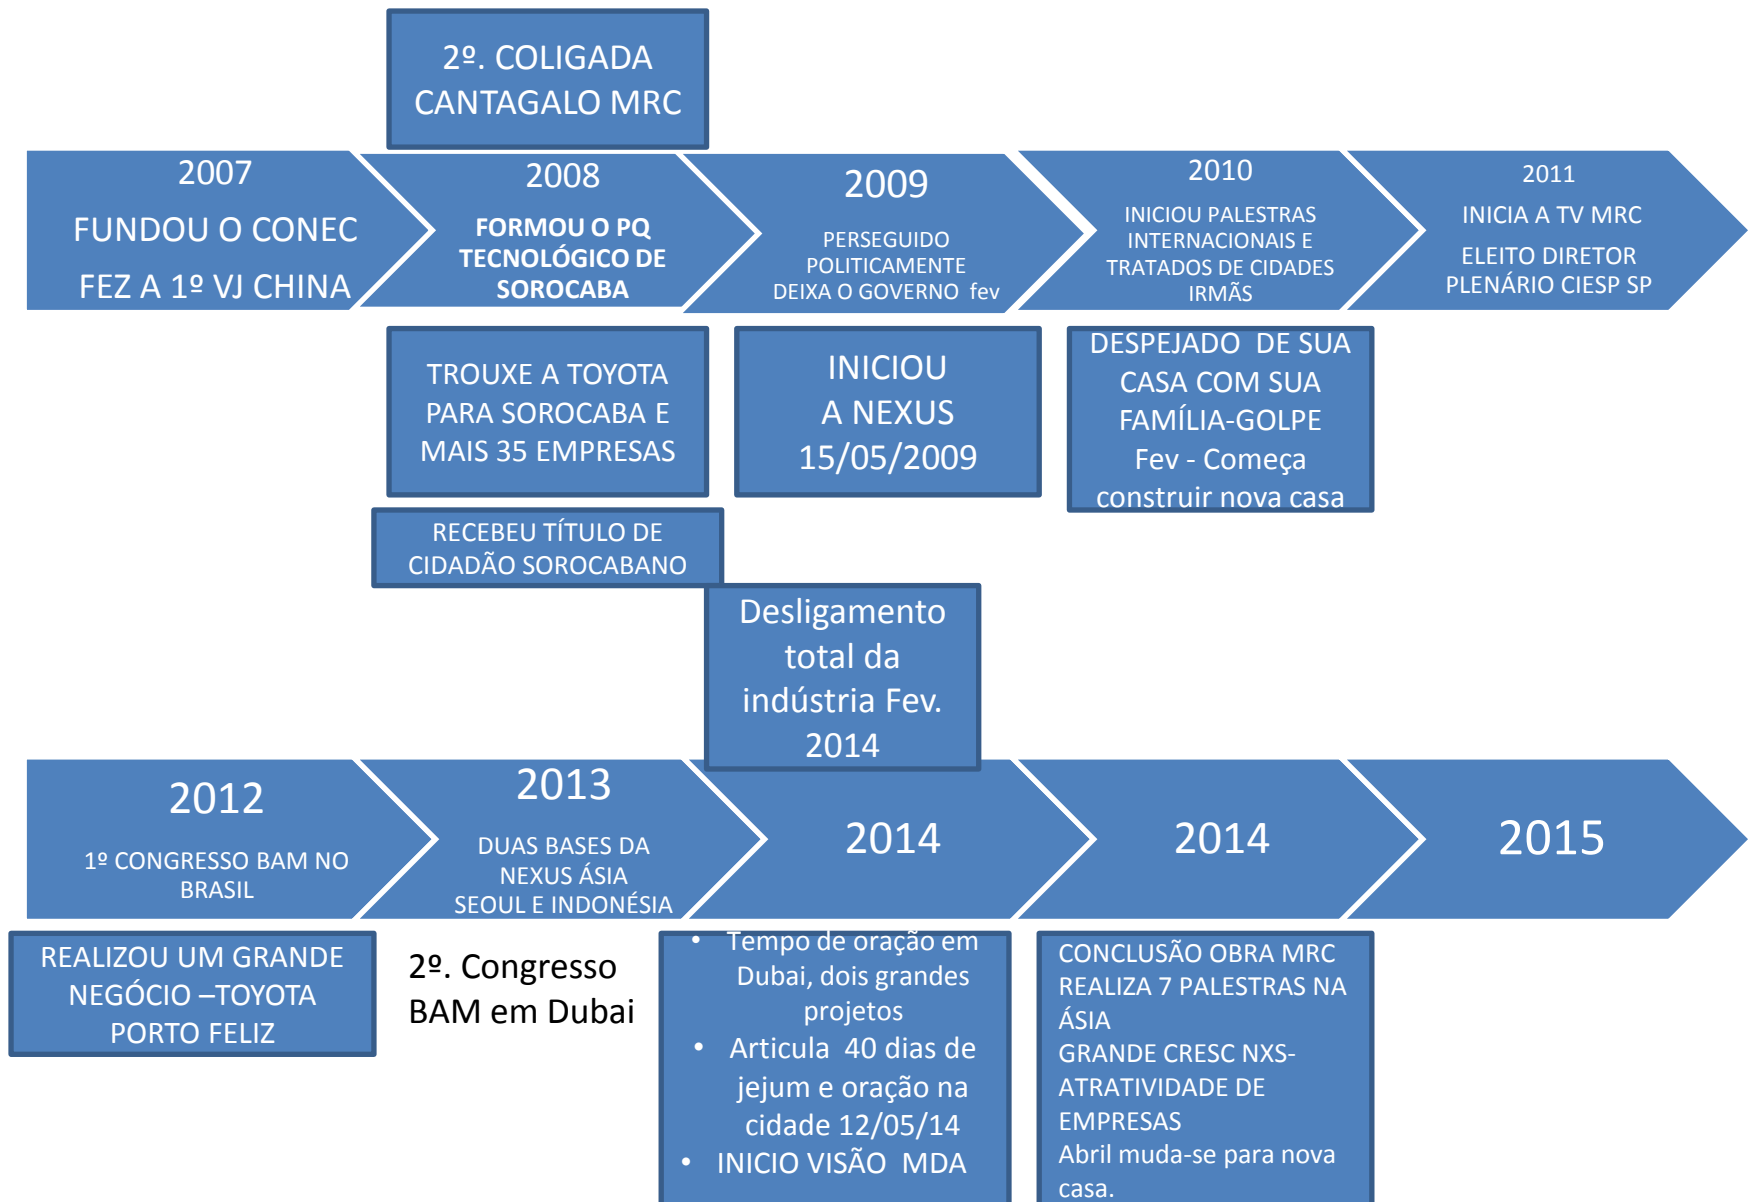 2º. COLIGADA
CANTAGALO MRC
2007
FUNDOU O CONEC
FEZ A 1º VJ CHINA
2008
FORMOU O PQ
TECNOLÓGICO DE
SOROCABA
2009
PERSEGUIDO
POLITICAMENTE
DEIXA O GOVERNO fev
2010
INICIOU PALESTRAS
INTERNACIONAIS E
TRATADOS DE CIDADES
IRMÃS
2011
INICIA A TV MRC
ELEITO DIRETOR
PLENÁRIO CIESP SP
TROUXE A TOYOTA
PARA SOROCABA E
MAIS 35 EMPRESAS
INICIOU
A NEXUS
15/05/2009
DESPEJADO DE SUA
CASA COM SUA
FAMÍLIA-GOLPE
Fev - Começa
construir nova casa
RECEBEU TÍTULO DE
CIDADÃO SOROCABANO
Desligamento
total da
indústria Fev.
2014
2012
1º CONGRESSO BAM NO
BRASIL
2013
DUAS BASES DA
NEXUS ÁSIA
SEOUL E INDONÉSIA
2014
2014
2015
REALIZOU UM GRANDE
NEGÓCIO –TOYOTA
PORTO FELIZ
2º. Congresso
BAM em Dubai
• Tempo de oração em
Dubai, dois grandes
projetos
• Articula 40 dias de
jejum e oração na
cidade 12/05/14
• INICIO VISÃO MDA
CONCLUSÃO OBRA MRC
REALIZA 7 PALESTRAS NA
ÁSIA
GRANDE CRESC NXS-
ATRATIVIDADE DE
EMPRESAS
Abril muda-se para nova
casa.